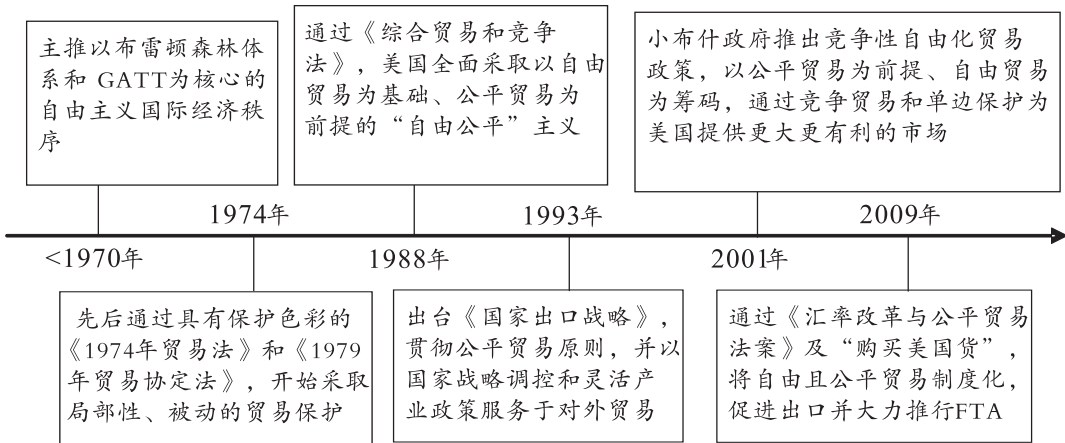 主推以布雷顿森林体
系和 GATT为核心的
自由主义国际经济秩
序
通过《综合贸易和竞争
法》，美国全面采取以自由
贸易为基础、公平贸易为
前提的“自由公平”主义
小布什政府推出竞争性自由化贸易
政策，以公平贸易为前提、自由贸易
为筹码，通过竞争贸易和单边保护为
美国提供更大更有利的市场
1974年
1993年
2009年
<1970年
1988年
2001年
先后通过具有保护色彩的
《1974年贸易法》和《1979
年贸易协定法》，开始采取
局部性、被动的贸易保护
出台《国家出口战略》，
贯彻公平贸易原则，并以
国家战略调控和灵活产
业政策服务于对外贸易
通过《汇率改革与公平贸易
法案》及“购买美国货”，
将自由且公平贸易制度化，
促进出口并大力推行FTA